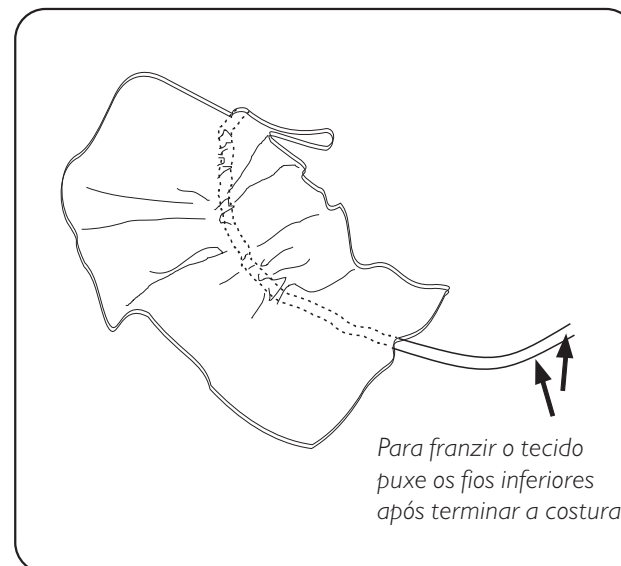 Para franzir o tecido
puxe os fios inferiores
após terminar a costura